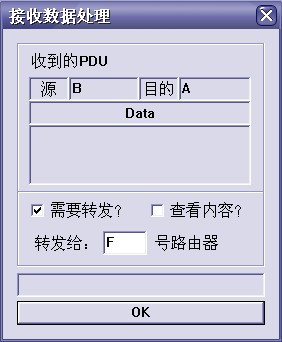 接收数据处理
收到的PDU
源 B 目的 A
Data
需要转发? 查看内容?
转发给: F 号路由器
OK